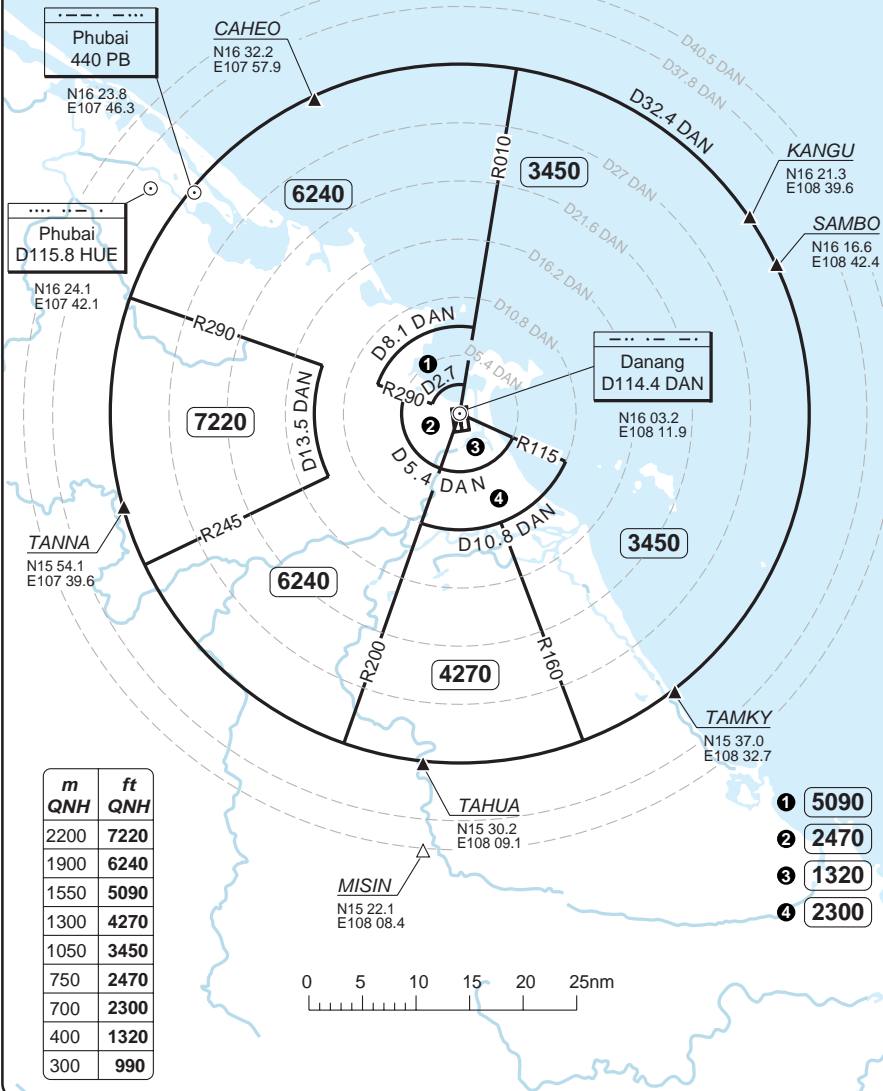 Phubai
440 PB
N16 23.8
E107 46.3
CAHEO
N16 32.2
E107 57.9
D40.5 DAN
D37.8 DAN
D32.4 DAN
KANGU
N16 21.3
E108 39.6
SAMBO
N16 16.6
E108 42.4
Phubai
D115.8 HUE
N16 24.1
E107 42.1
6240
R010
3450
D27 DAN
D21.6 DAN
D16.2 DAN
D10.8 DAN
D5.4 DAN
R290
D8.1 DAN
1
D2.7
R290
Danang
D114.4 DAN
N16 03.2
E108 11.9
7220
D13.5 DAN
2
3
R115
D5.4 DAN
4
D10.8 DAN
R245
TANNA
N15 54.1
E107 39.6
6240
3450
R200
4270
R160
TAMKY
N15 37.0
E108 32.7
TAHUA
N15 30.2
E108 09.1
MISIN
N15 22.1
E108 08.4
m ft
QNH QNH
2200 7220
1900 6240
1550 5090
1300 4270
1050 3450
750 2470
700 2300
400 1320
300 990
1 5090
2 2470
3 1320
4 2300
0 5 10 15 20 25nm